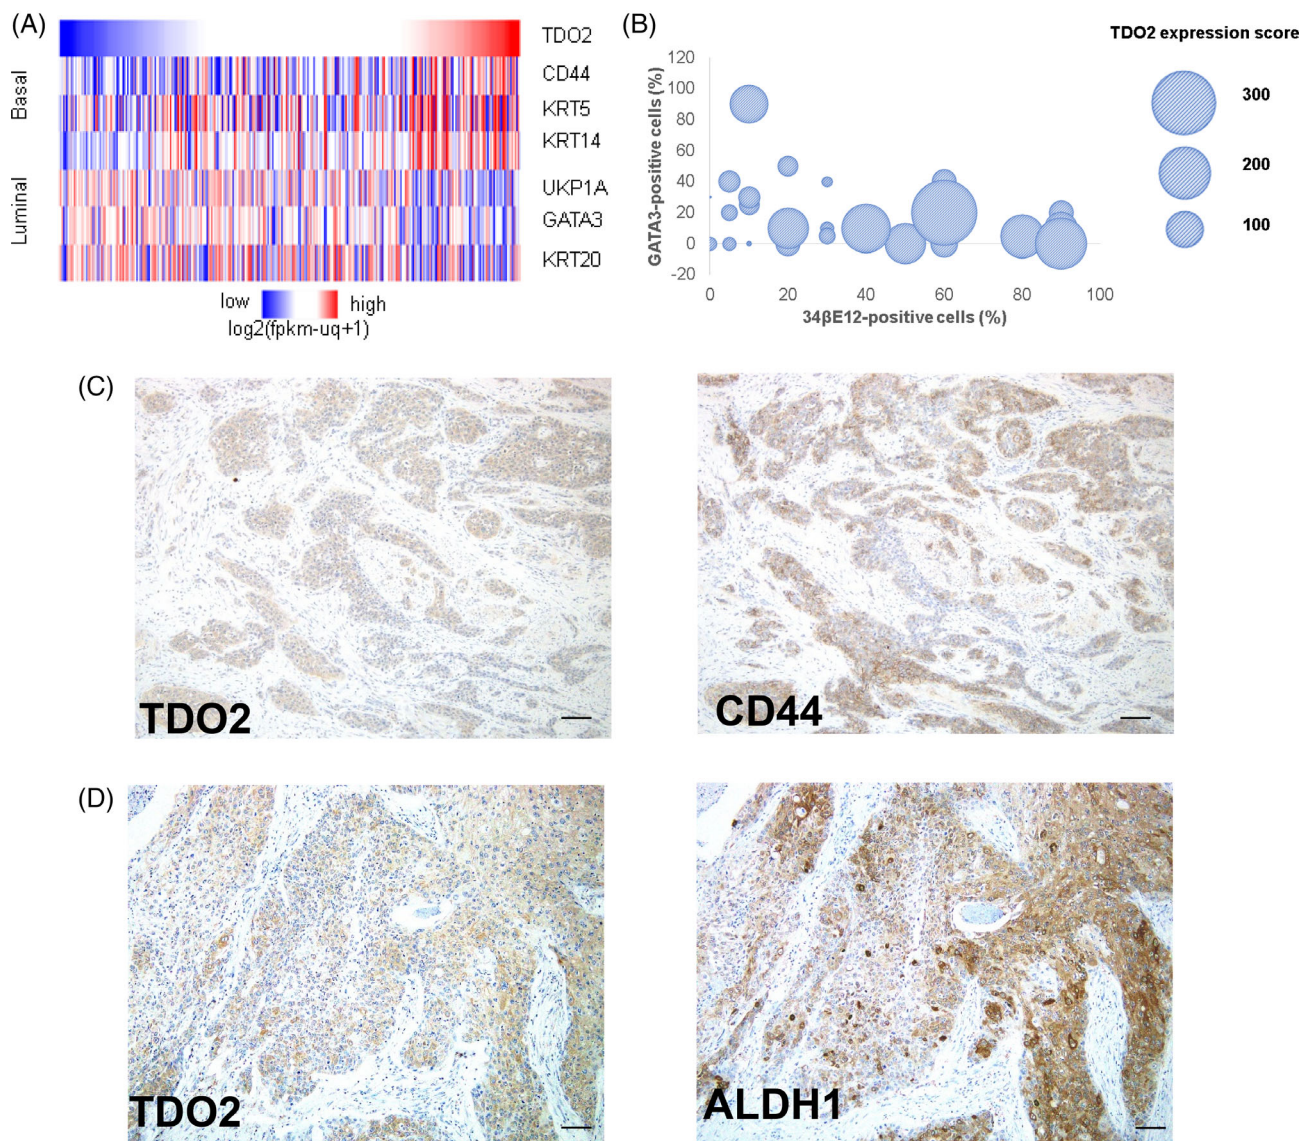 (A)
TDO2
Basal
CD44
KRT5
KRT14
Luminal
UKP1A
GATA3
KRT20
low
high
log2(fpkm-uq+1)
(B)
TDO2 expression score
300
200
100
GATA3-positive cells (%)
120
100
80
60
40
20
0
-20
0 20 40 60 80 100
34βE12-positive cells (%)
(C)
TDO2
CD44
(D)
TDO2
ALDH1